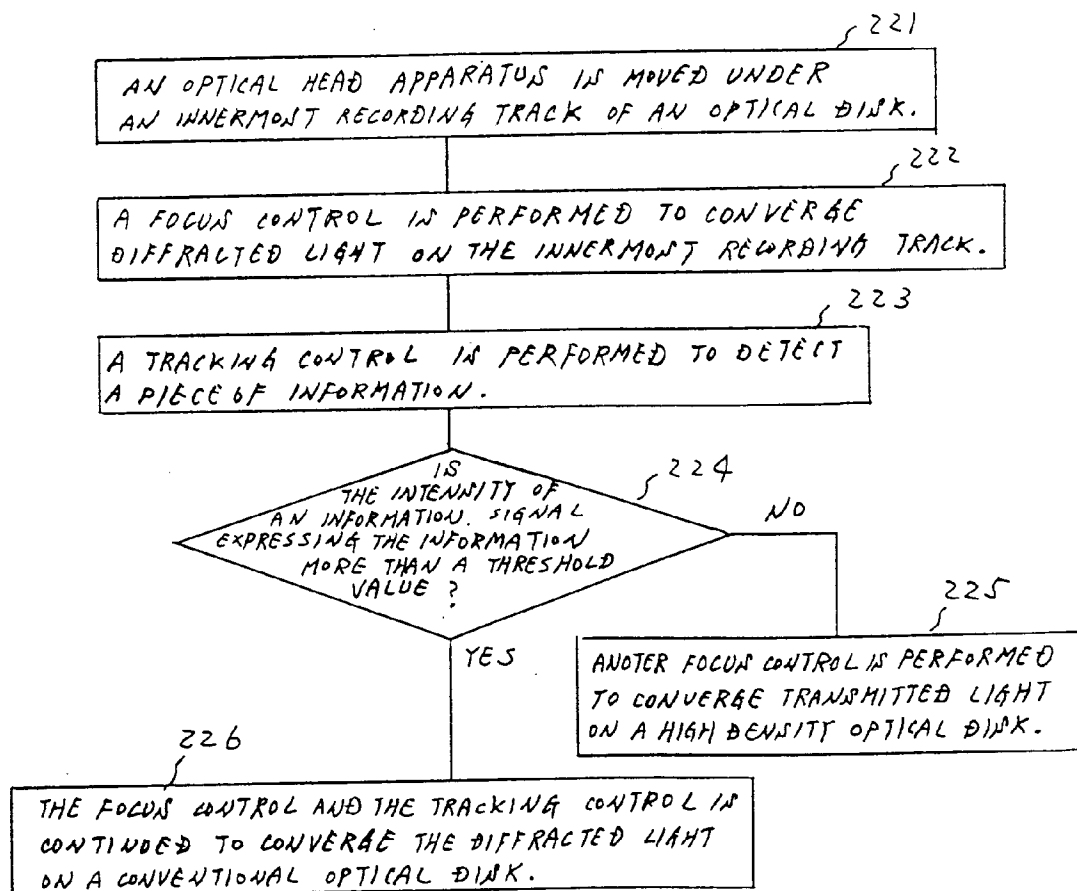 221
AN OPTICAL HEAD APPARATUS IS MOVED UNDER
AN INNERMOST RECORDING TRACK OF AN OPTICAL DISK.
222
A FOCUS CONTROL IS PERFORMED TO CONVERGE
DIFFRACTED LIGHT ON THE INNERMOST RECORDING TRACK.
223
A TRACKING CONTROL IS PERFORMED TO DETECT
A PIECE OF INFORMATION.
224
IS
THE INTENSITY OF
AN INFORMATION. SIGNAL
EXPRESSING THE INFORMATION
MORE THAN A THRESHOLD
VALUE ?
NO
YES
225
ANOTER FOCUS CONTROL IS PERFORMED
TO CONVERGE TRANSMITTED LIGHT
ON A HIGH DENSITY OPTICAL DISK.
226
THE FOCUS CONTROL AND THE TRACKING CONTROL IS
CONTINUED TO CONVERGE THE DIFFRACTED LIGHT
ON A CONVENTIONAL OPTICAL DISK.